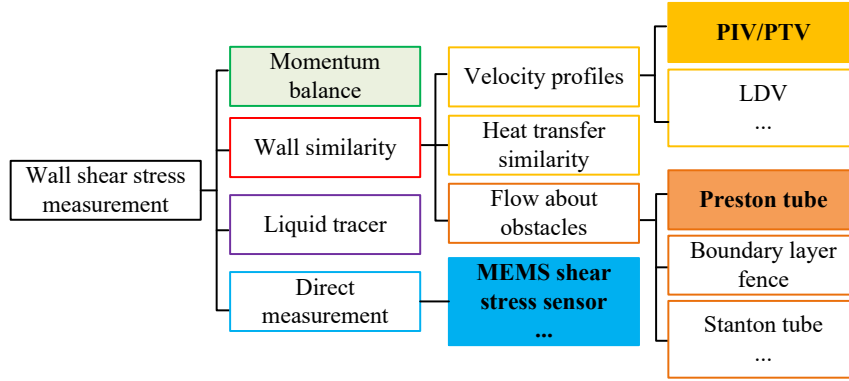 Wall shear stress
measurement
Momentum
balance
Wall similarity
Liquid tracer
Direct
measurement
Velocity profiles
Heat transfer
similarity
Flow about
obstacles
MEMS shear
stress sensor
...
PIV/PTV
LDV
...
Preston tube
Boundary layer
fence
Stanton tube
...